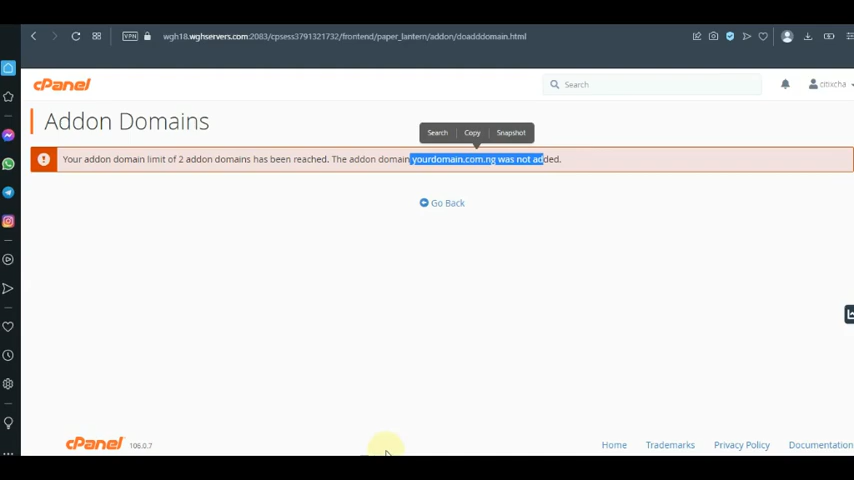 VPN
wgh18.wghservers.com:2083/cpsess3791321732/frontend/paper_lantern/addon/doadddomain.html
cPanel
Search
citixcha
Addon Domains
Search
Copy
Snapshot
Your addon domain limit of 2 addon domains has been reached. The addon domain yourdomain.com.ng was not added.
Go Back
cPanel
106.0.7
Home
Trademarks
Privacy Policy
Documentation